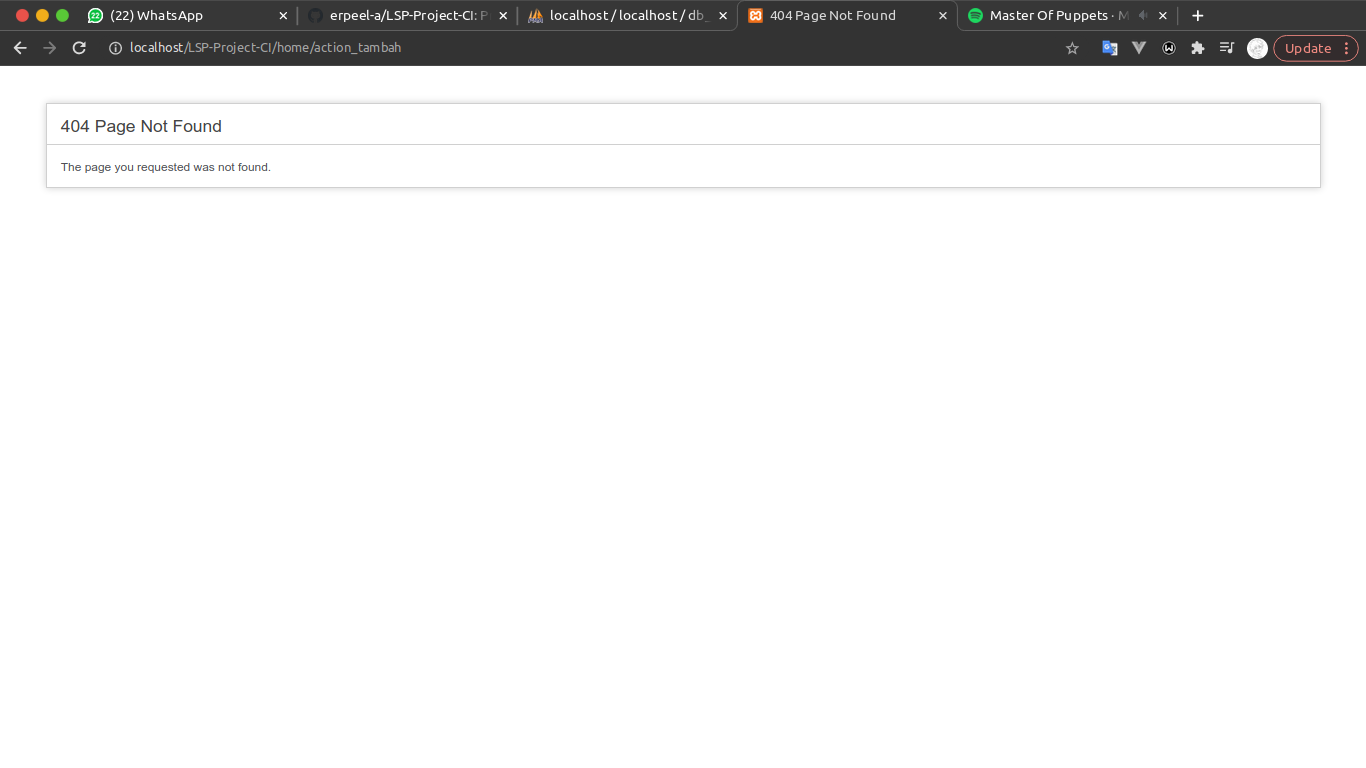 (22) WhatsApp
erpeel-a/LSP-Project-CI: P
localhost / localhost / db_
404 Page Not Found
Master Of Puppets · M
localhost/LSP-Project-CI/home/action_tambah
Update
404 Page Not Found
The page you requested was not found.